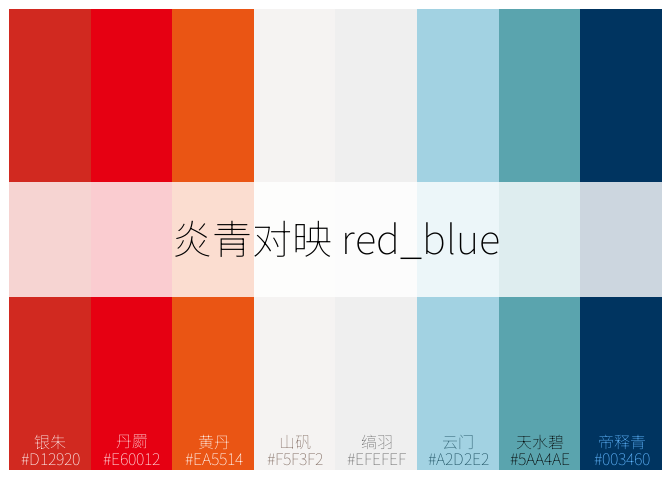 炎青对映 red_blue
银朱 丹罽 黄丹 山矾 缟羽 云门 天水碧 帝释青
#D12920 #E60012 #EA5514 #F5F3F2 #EFEFEF #A2D2E2 #5AA4AE #003460